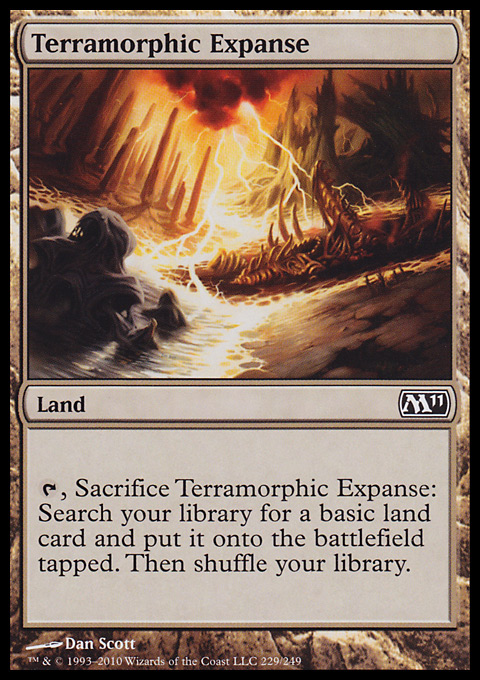 Terramorphic Expanse
Land
M11
, Sacrifice Terramorphic Expanse:
Search your library for a basic land
card and put it onto the battlefield
tapped. Then shuffle your library.
Dan Scott
™ & © 1993–2010 Wizards of the Coast LLC 229/249